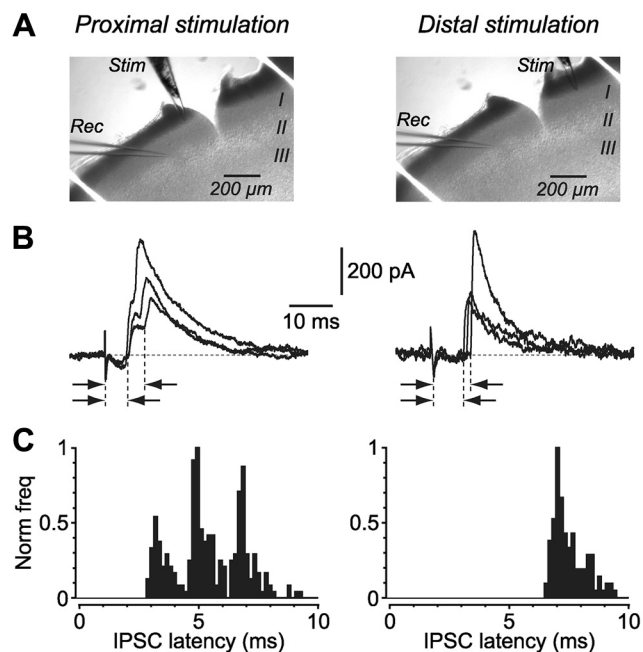 A
Proximal stimulation
Distal stimulation
Stim
Rec
I
II
III
200 µm
Stim
Rec
I
II
III
200 µm
B
200 pA
10 ms
C
Norm freq
1
0.5
0
0 5 10
IPSC latency (ms)
1
0.5
0
0 5 10
IPSC latency (ms)